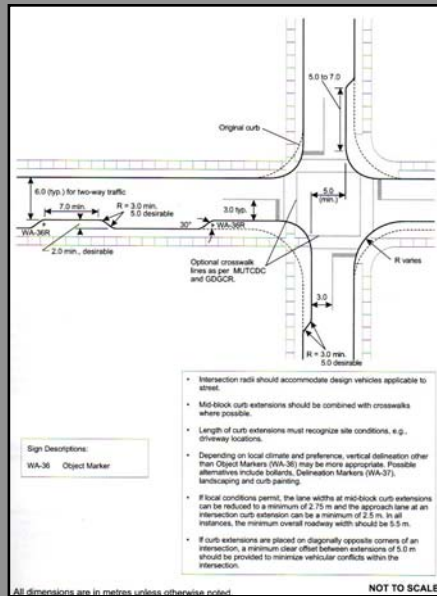 5.0 to 7.0
Original curb
6.0 (typ.) for two-way traffic
7.0 min.
R = 3.0 min.
5.0 desirable
5.0
(min.)
3.0 typ.
30°
WA-36R
WA-36R
2.0 min., desirable
R varies
Optional crosswalk
lines as per MUTCDC
and GDGCR.
3.0
R = 3.0 min.
5.0 desirable
• Intersection radii should accommodate design vehicles applicable to
street.
• Mid-block curb extensions should be combined with crosswalks
where possible.
• Length of curb extensions must recognize site conditions, e.g.,
driveway locations.
• Depending on local climate and preference, vertical delineation other
than Object Markers (WA-36) may be more appropriate. Possible
alternatives include bollards, Delineation Markers (WA-37),
landscaping and curb painting.
• If local conditions permit, the lane widths at mid-block curb extensions
can be reduced to a minimum of 2.75 m and the approach lane at an
intersection curb extension can be a minimum of 2.5 m. In all
instances, the minimum overall roadway width should be 5.5 m.
• If curb extensions are placed on diagonally opposite corners of an
intersection, a minimum clear offset between extensions of 5.0 m
should be provided to minimize vehicular conflicts within the
intersection.
Sign Descriptions:
WA-36 Object Marker
All dimensions are in metres unless otherwise noted
NOT TO SCALE